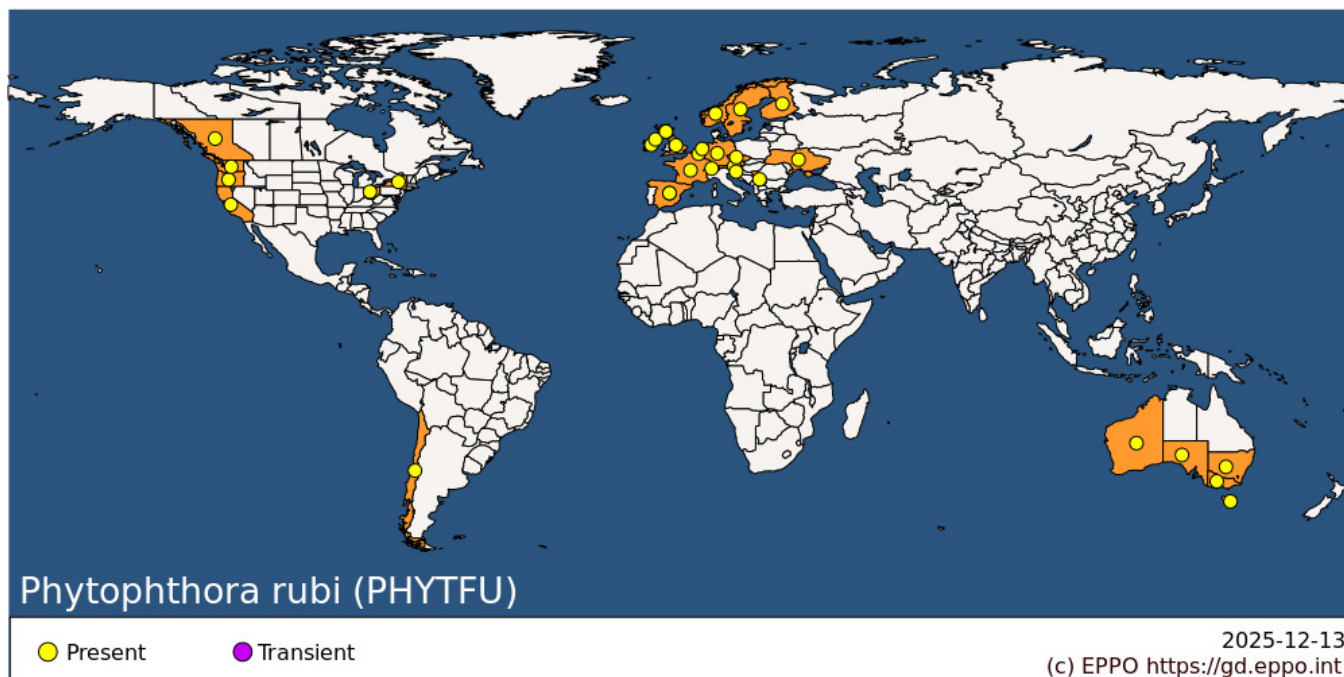 Phytophthora rubi (PHYTFU)
Present
Transient
2025-12-13
(c) EPPO https://gd.eppo.int